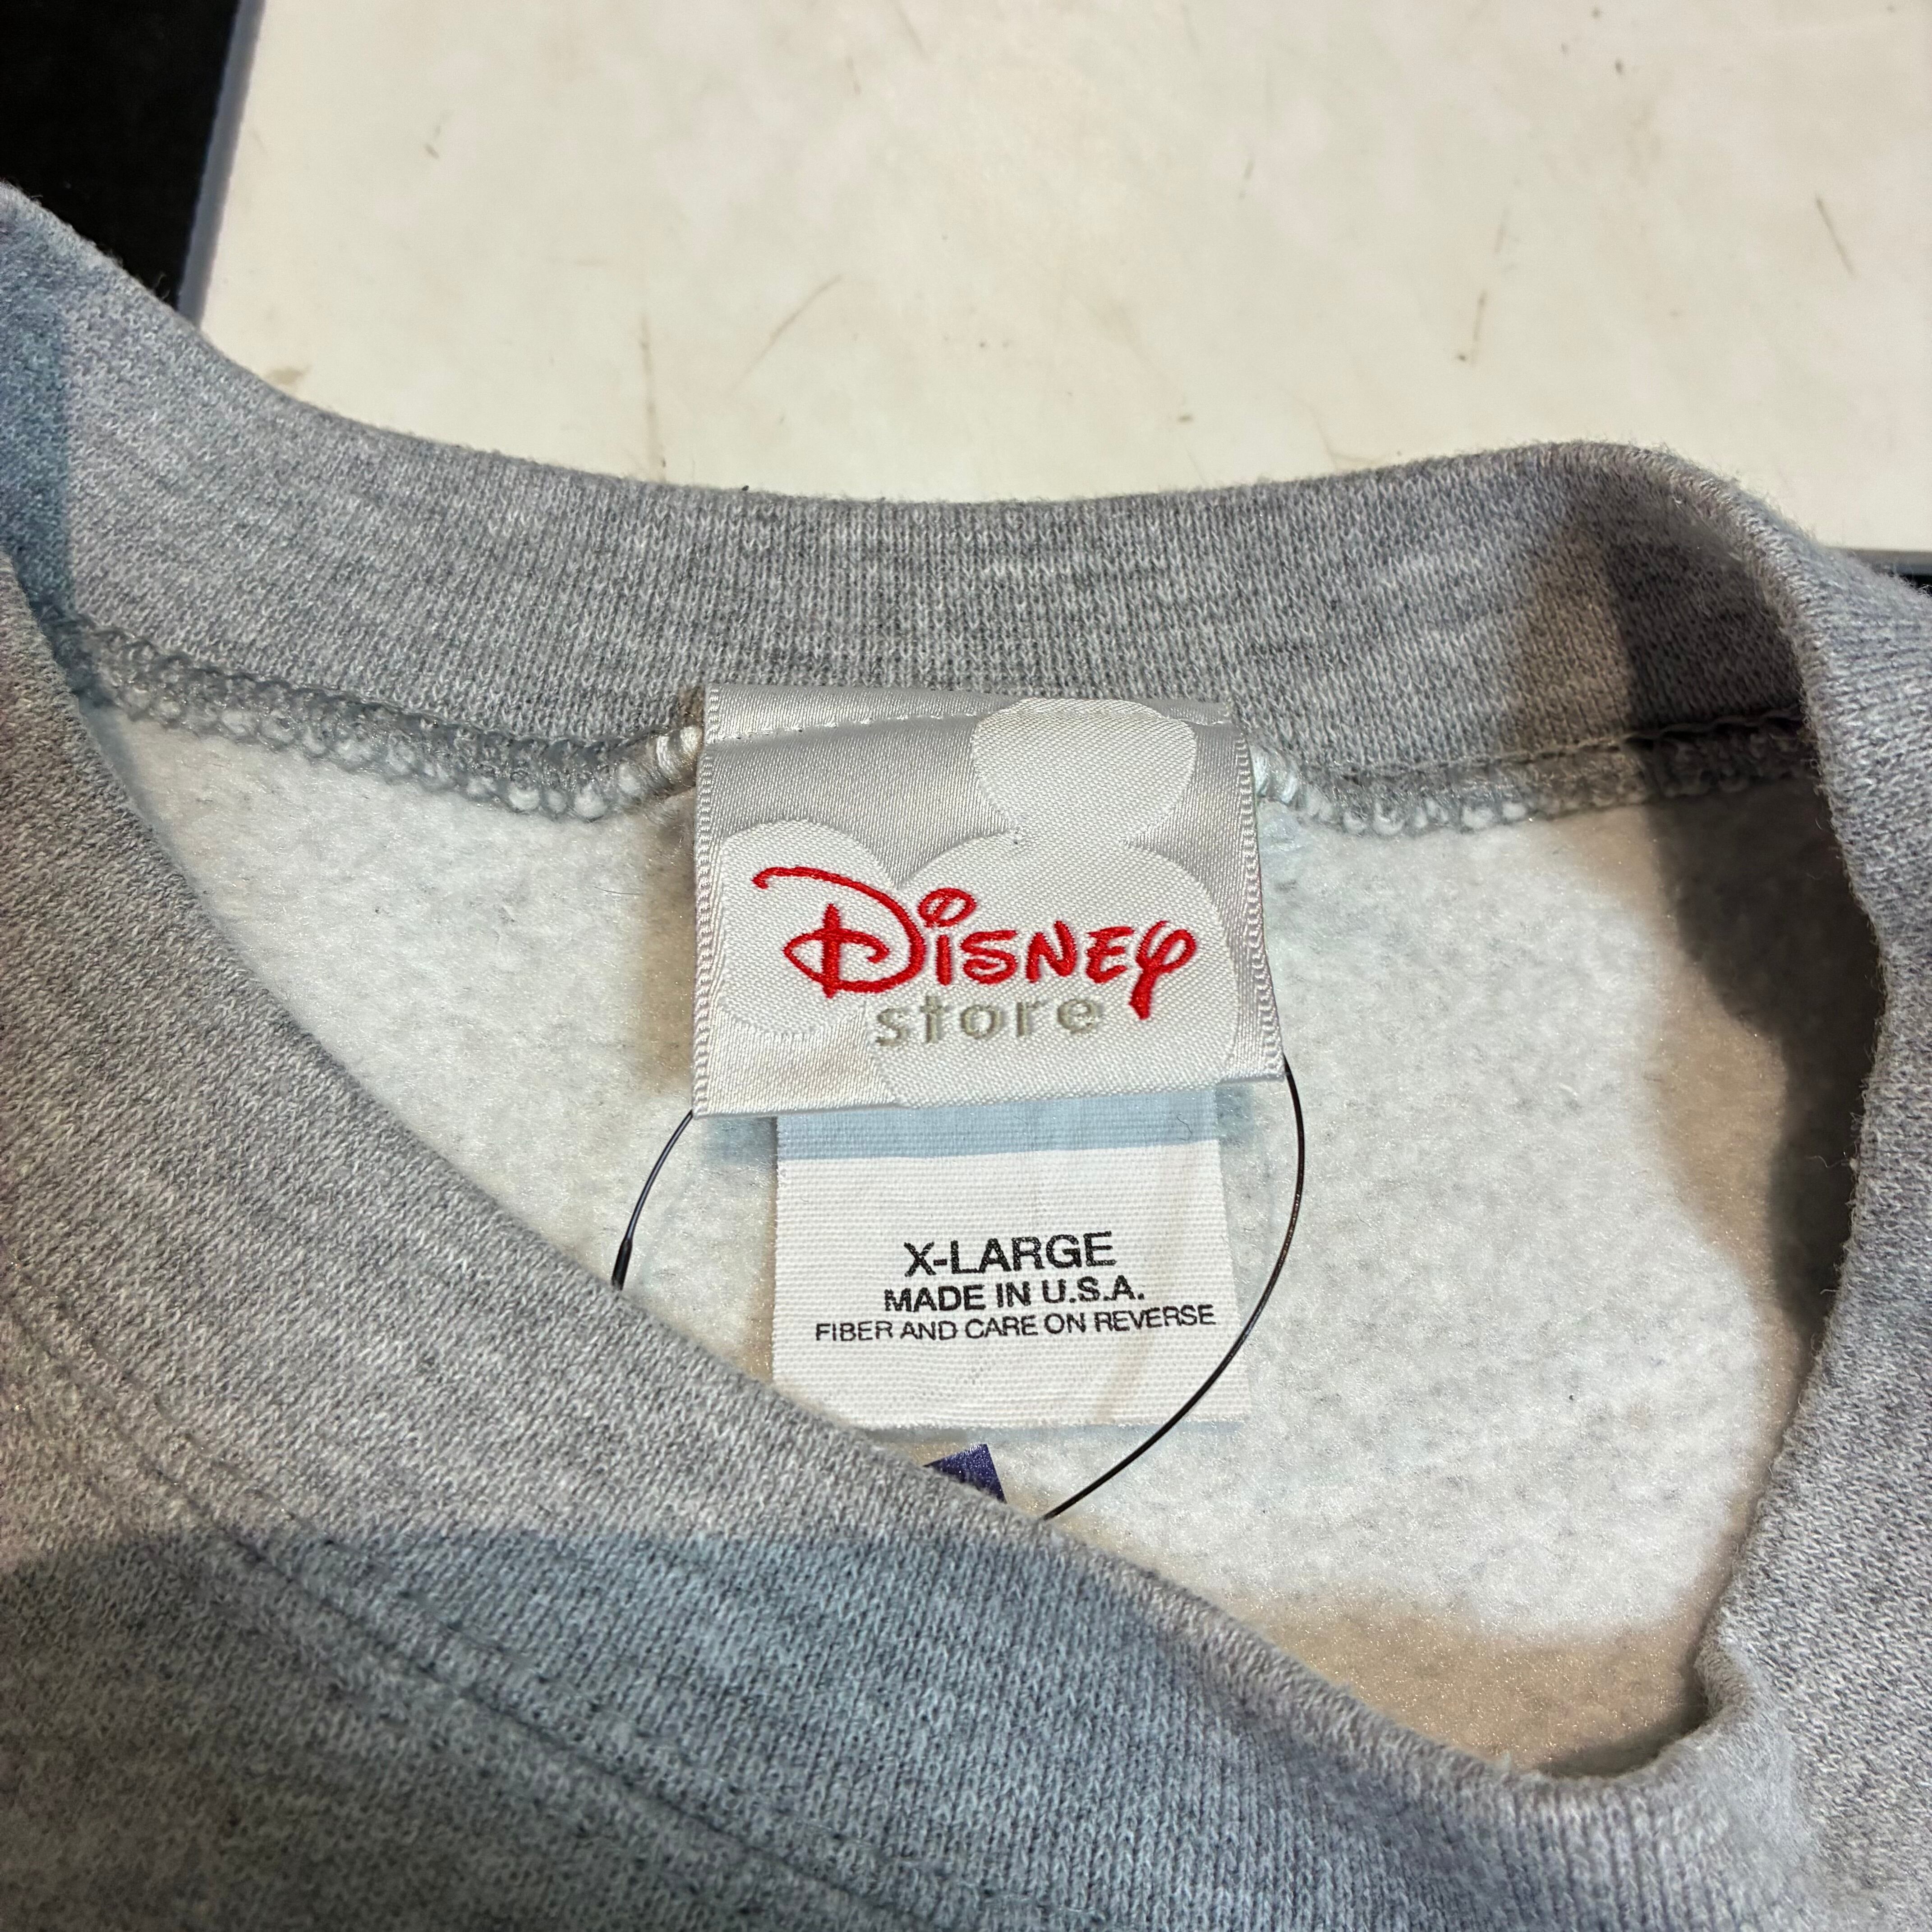 Disney
store
X-LARGE
MADE IN U.S.A.
FIBER AND CARE ON REVERSE